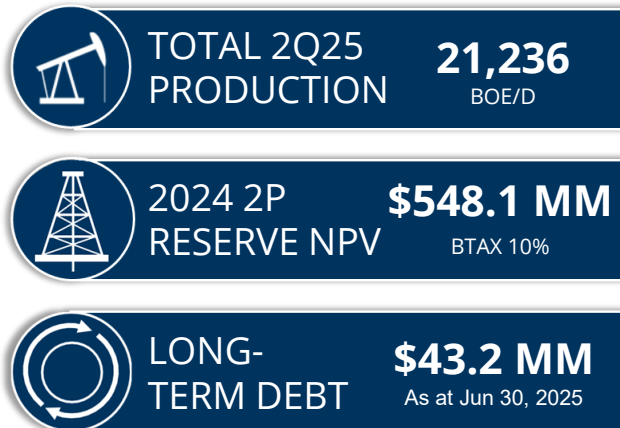 TOTAL 2Q25
PRODUCTION
21,236
BOE/D
2024 2P
RESERVE NPV
$548.1 MM
BTAX 10%
LONG-
TERM DEBT
$43.2 MM
As at Jun 30, 2025